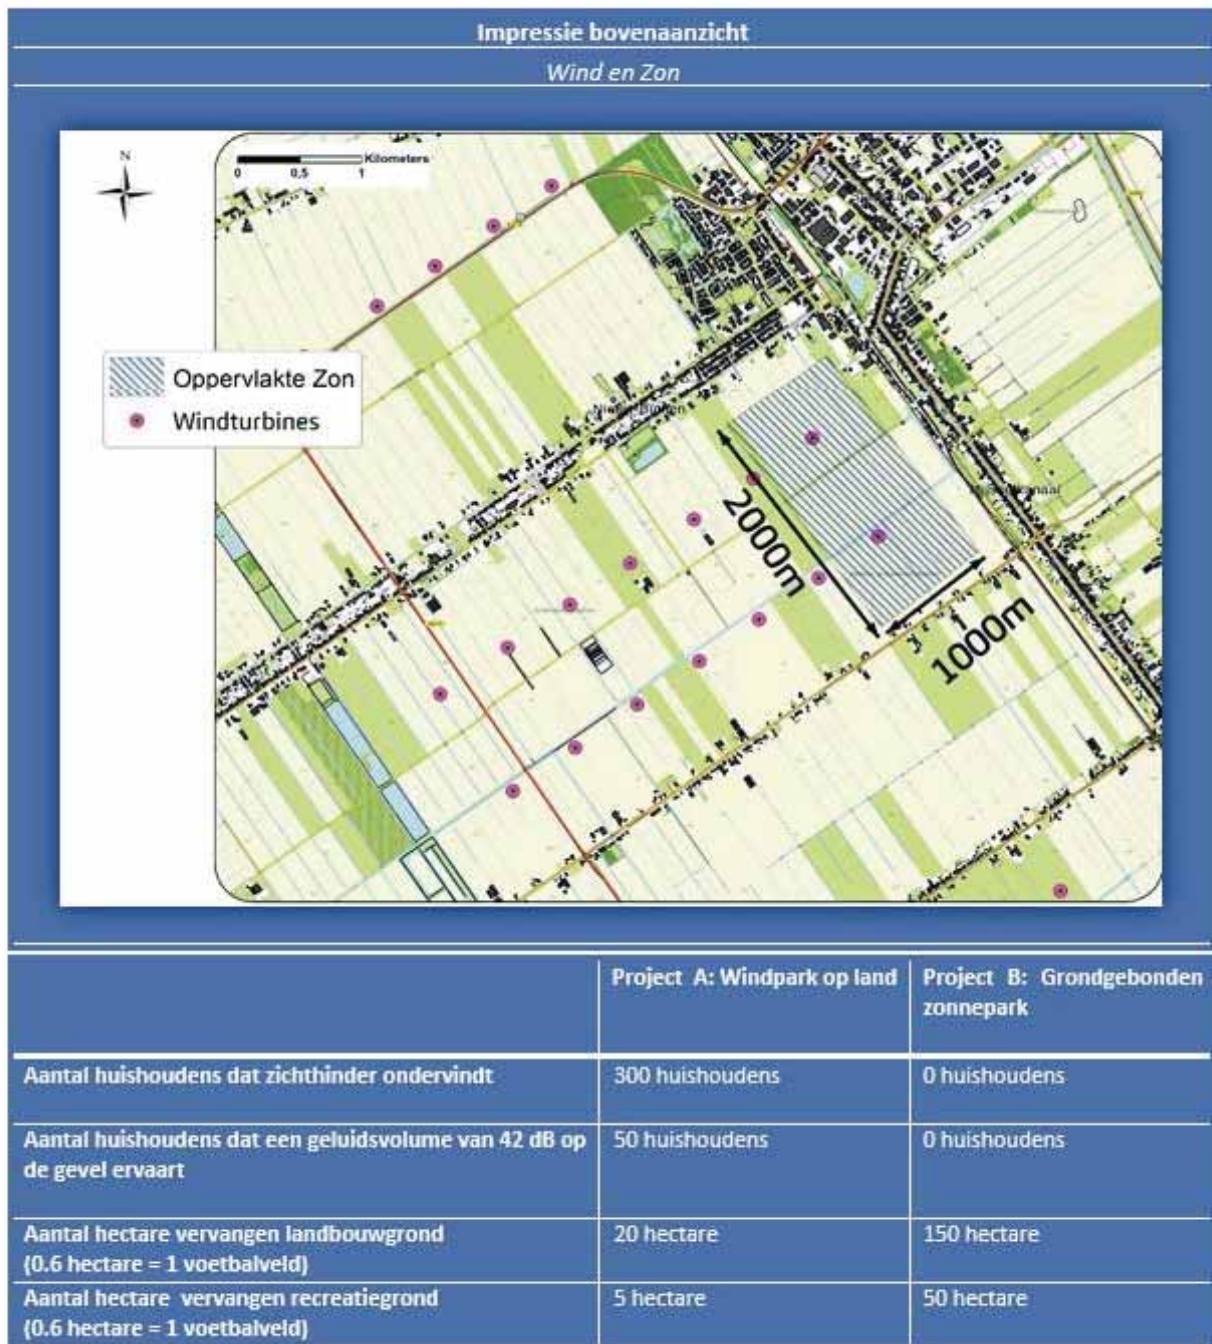 Impressie bovenaanzicht
Wind en Zon
N
Kilometers
0 0,5 1
Oppervlakte Zon
Windturbines
2000m
1000m
Project A: Windpark op land
Project B: Grondgebonden
zonnepark
Aantal huishoudens dat zichthinder ondervindt
300 huishoudens
0 huishoudens
Aantal huishoudens dat een geluidsvolume van 42 dB op
de gevel ervaart
50 huishoudens
0 huishoudens
Aantal hectare vervangen landbouwgrond
(0.6 hectare = 1 voetbalveld)
20 hectare
150 hectare
Aantal hectare vervangen recreatiegrond
(0.6 hectare = 1 voetbalveld)
5 hectare
50 hectare